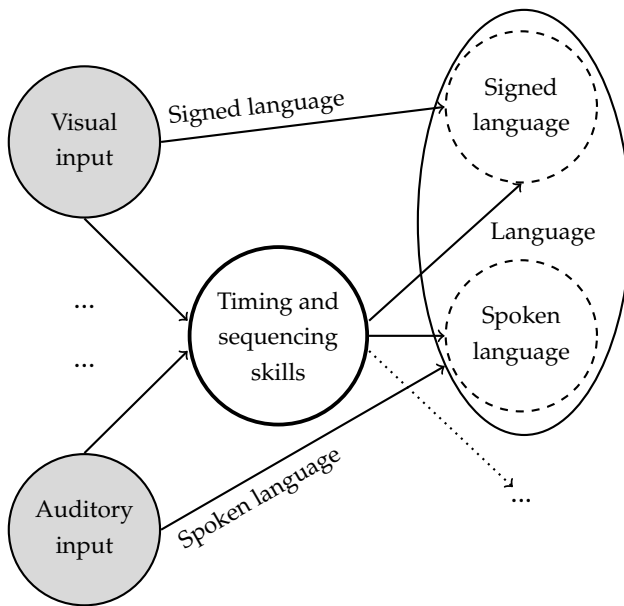 Visual
input
Signed language
Signed
language
Language
...
...
Timing and
sequencing
skills
Spoken
language
Auditory
input
Spoken language
...